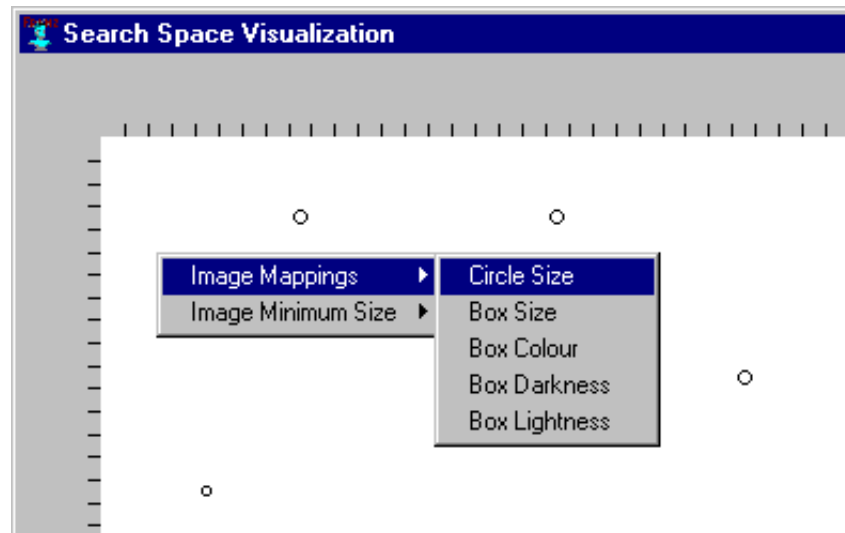 Search Space Visualization
Image Mappings
Image Minimum Size
Circle Size
Box Size
Box Colour
Box Darkness
Box Lightness